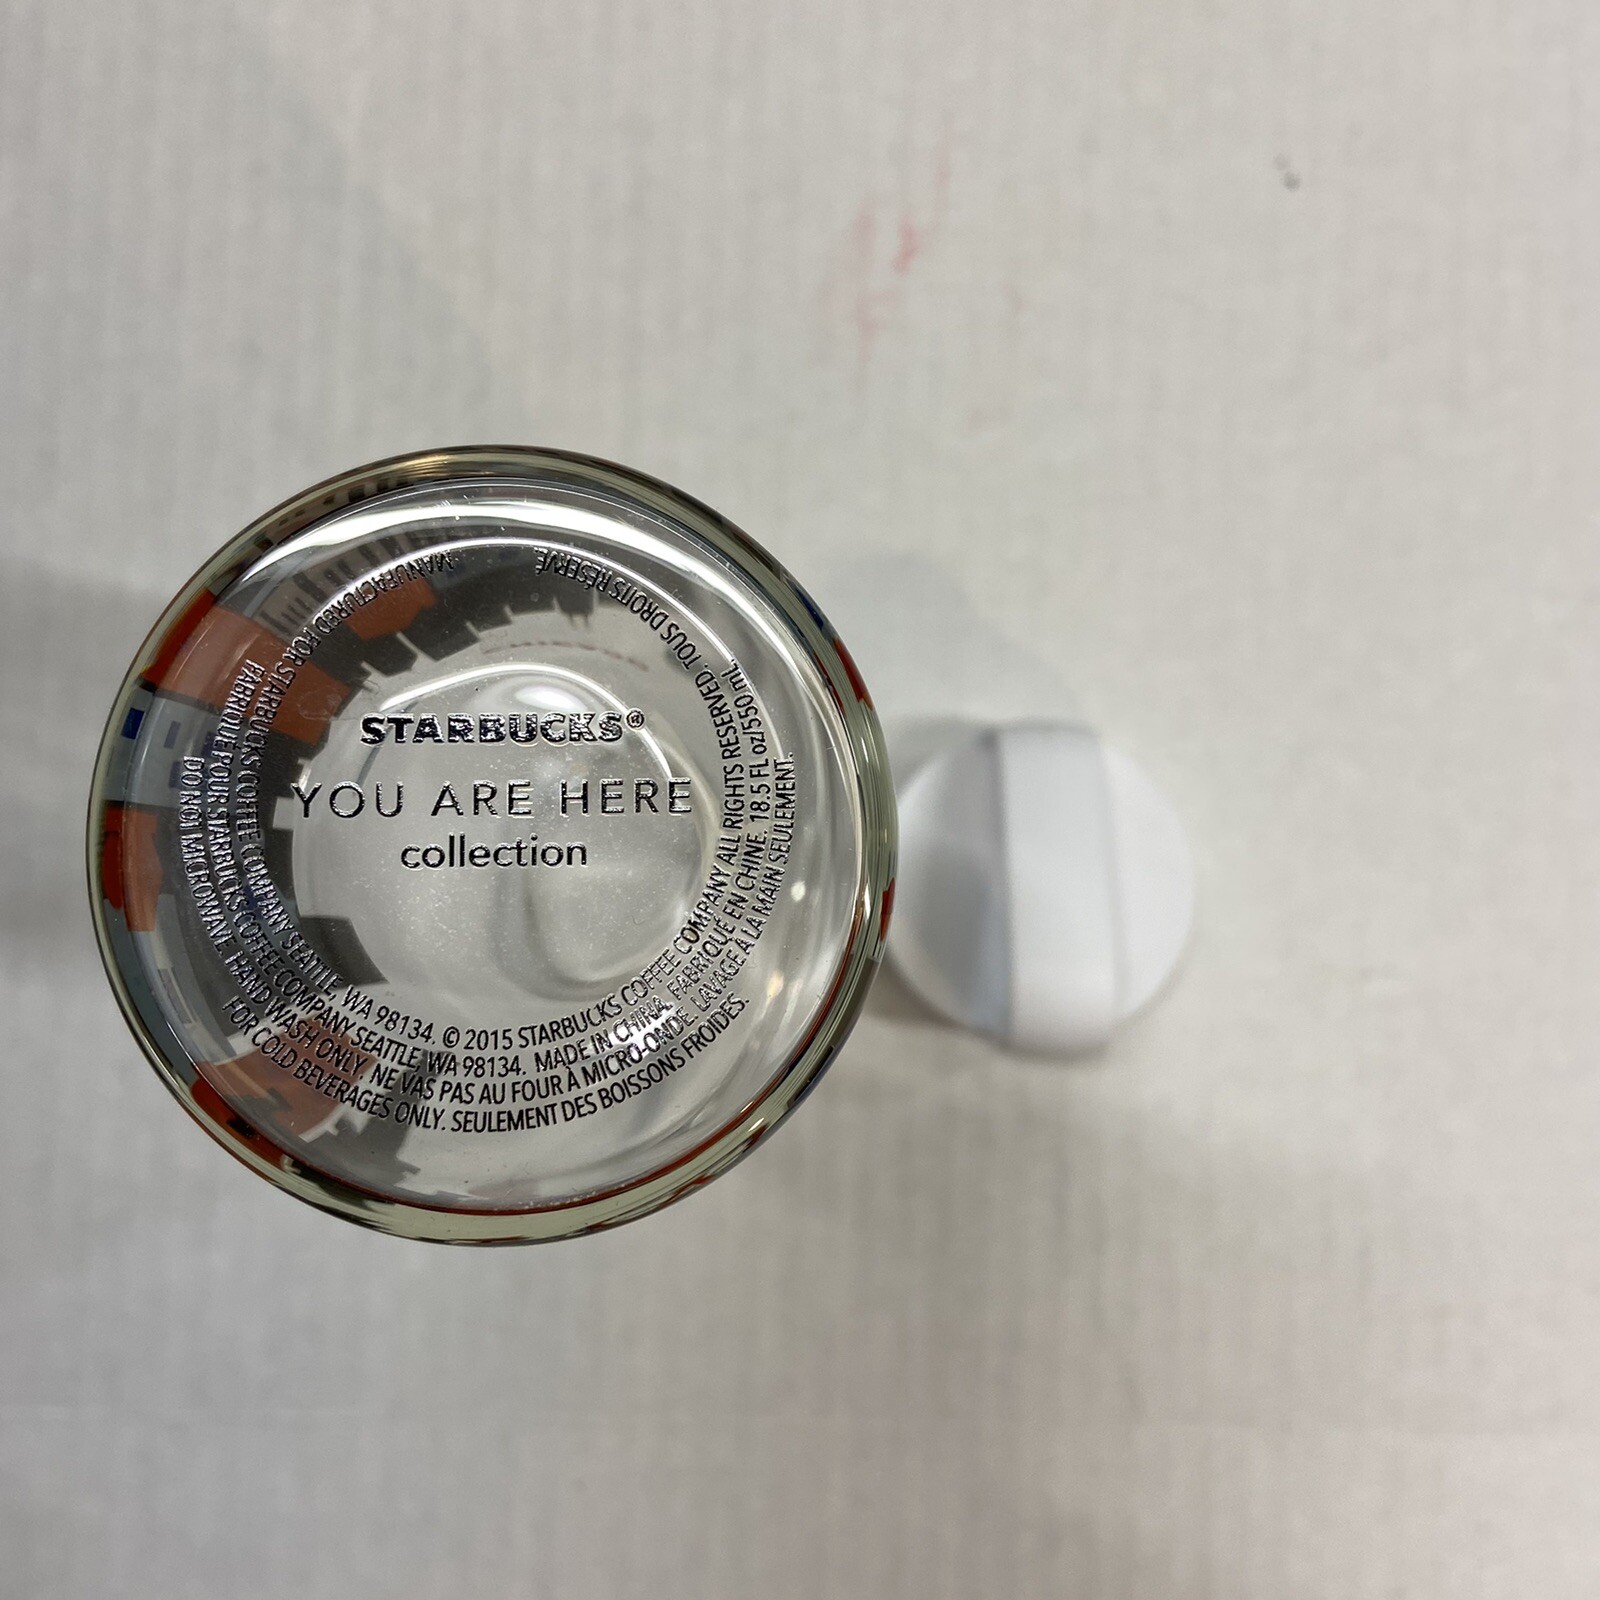 STARBUCKS®
YOU ARE HERE
collection
MANUFACTURED FOR STARBUCKS COFFEE COMPANY SEATTLE, WA 98134. © 2015 STARBUCKS COFFEE COMPANY ALL RIGHTS RESERVED. TOUS DROITS RÉSERVÉ
FABRIQUÉ POUR STARBUCKS COFFEE COMPANY SEATTLE, WA 98134. MADE IN CHINA. FABRIQUÉ EN CHINE. 18.5 FL oz/550 mL
DO NOT MICROWAVE HAND WASH ONLY. NE VAS PAS AU FOUR À MICRO-ONDE. LAVAGE À LA MAIN SEULEMENT.
FOR COLD BEVERAGES ONLY. SEULEMENT DES BOISSONS FROIDES.